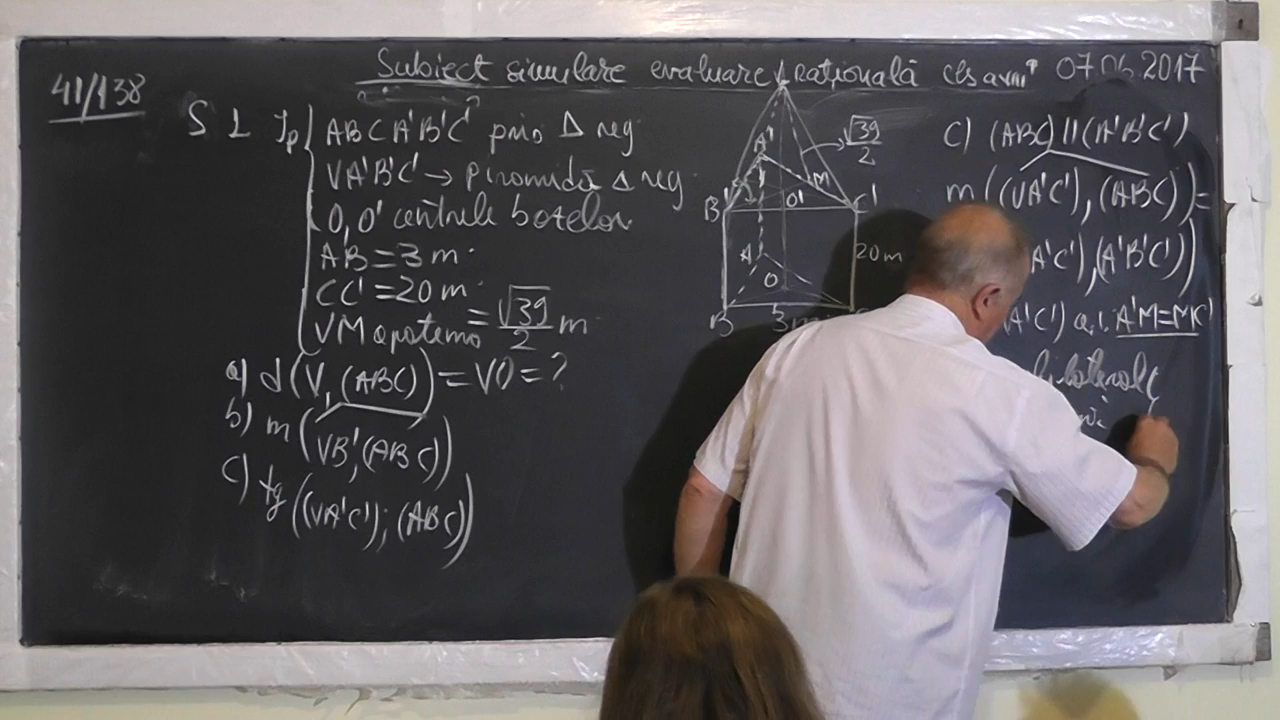 Subiect simulare evaluare națională cls a VIII^a 07.06.2017
41/138
S L Ip
ABCA'B'C' prisă Δ reg
VA'B'C' → piramidă Δ reg.
O, O' centrele bazelor
AB = 3 m.
CC' = 20 m.
VM apotema = √39/2 m
a) d(V, (ABC)) = VO = ?
b) m(VB', (ABC))
c) tg((VA'C'); (ABC))
V
√39/2
A'
M
B'
O'
C'
20 m
A
O
B
3 m
c) (ABC) || (A'B'C')
m((VA'C'), (ABC)) =
A'C'), (A'B'C'))
A'C') a.î. A'M = MC'